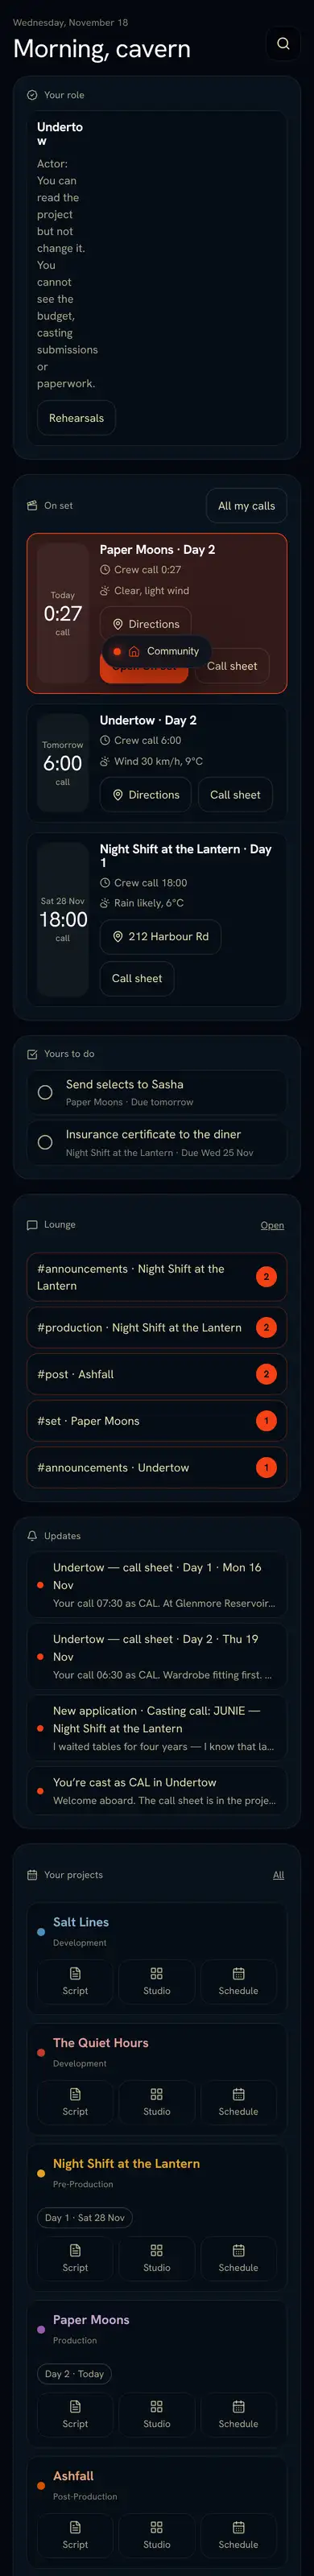 Wednesday, November 18
Morning, cavern
Your role
Underto
w
Actor:
You can
read the
project
but not
change it.
You
cannot
see the
budget,
casting
submissions
or
paperwork.
Rehearsals
On set
All my calls
Today
0:27
call
Paper Moons · Day 2
Crew call 0:27
Clear, light wind
Directions
Community
Call sheet
Tomorrow
6:00
call
Undertow · Day 2
Crew call 6:00
Wind 30 km/h, 9°C
Directions
Call sheet
Sat 28 Nov
18:00
call
Night Shift at the Lantern · Day
1
Crew call 18:00
Rain likely, 6°C
212 Harbour Rd
Call sheet
Yours to do
Send selects to Sasha
Paper Moons · Due tomorrow
Insurance certificate to the diner
Night Shift at the Lantern · Due Wed 25 Nov
Lounge
Open
#announcements · Night Shift at the
Lantern
2
#production · Night Shift at the Lantern
2
#post · Ashfall
2
#set · Paper Moons
1
#announcements · Undertow
1
Updates
Undertow — call sheet · Day 1 · Mon 16
Nov
Your call 07:30 as CAL. At Glenmore Reservoir...
Undertow — call sheet · Day 2 · Thu 19
Nov
Your call 06:30 as CAL. Wardrobe fitting first. ...
New application · Casting call: JUNIE —
Night Shift at the Lantern
I waited tables for four years — I know that la...
You’re cast as CAL in Undertow
Welcome aboard. The call sheet is in the proje...
Your projects
All
Salt Lines
Development
Script
Studio
Schedule
The Quiet Hours
Development
Script
Studio
Schedule
Night Shift at the Lantern
Pre-Production
Day 1 · Sat 28 Nov
Script
Studio
Schedule
Paper Moons
Production
Day 2 · Today
Script
Studio
Schedule
Ashfall
Post-Production
Script
Studio
Schedule